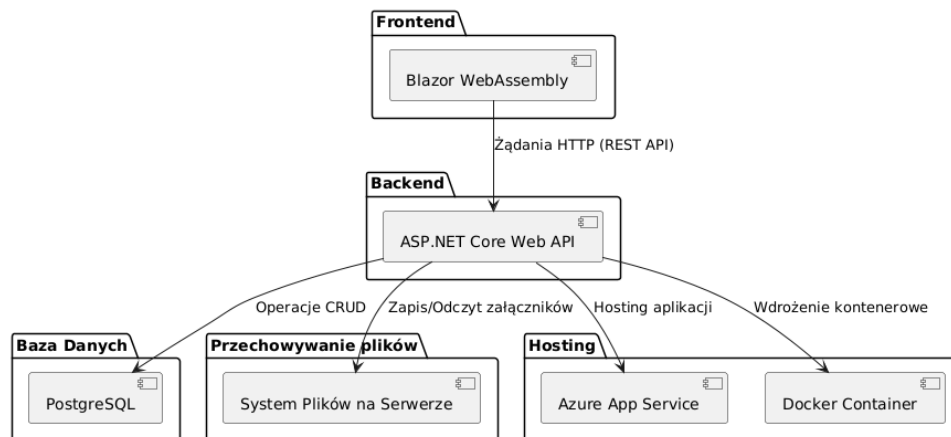 Frontend
Blazor WebAssembly
Żądania HTTP (REST API)
Backend
ASP.NET Core Web API
Operacje CRUD
Zapis/Odczyt załączników
Hosting aplikacji
Wdrożenie kontenerowe
Baza Danych
Przechowywanie plików
Hosting
PostgreSQL
System Plików na Serwerze
Azure App Service
Docker Container